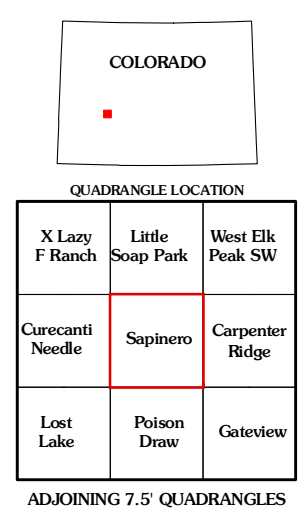 COLORADO
QUADRANGLE LOCATION
X Lazy
F Ranch
Little
Soap Park
West Elk
Peak SW
Curecanti
Needle
Sapinero
Carpenter
Ridge
Lost
Lake
Poison
Draw
Gateview
ADJOINING 7.5' QUADRANGLES